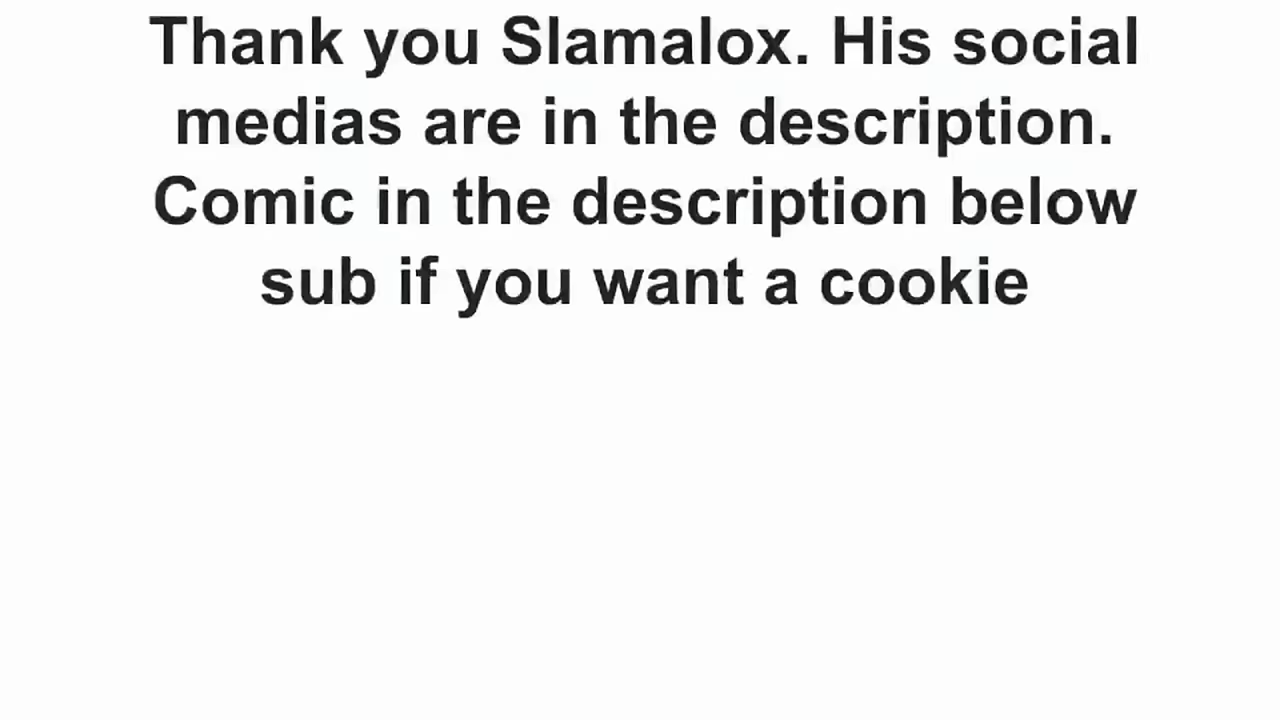 Thank you Slamalox. His social
medias are in the description.
Comic in the description below
sub if you want a cookie